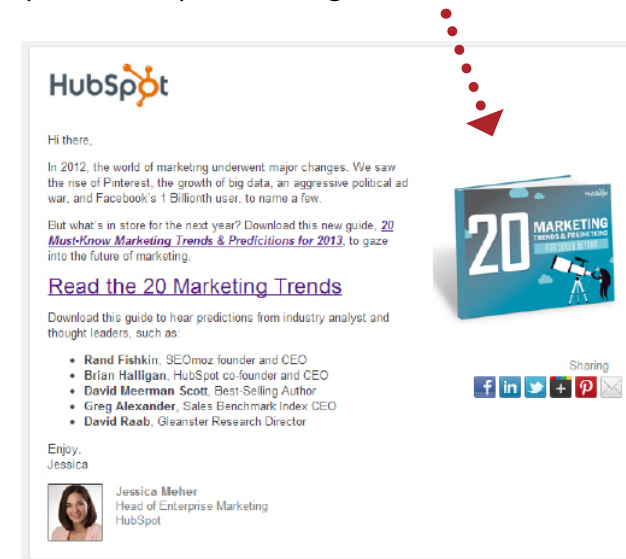 HubSpot
Hi there,
In 2012, the world of marketing underwent major changes. We saw
the rise of Pinterest, the growth of big data, an aggressive political ad
war, and Facebook's 1 Billionth user, to name a few.
But what's in store for the next year? Download this new guide, 20
Must-Know Marketing Trends & Predicitions for 2013, to gaze
into the future of marketing.
Read the 20 Marketing Trends
Download this guide to hear predictions from industry analyst and
thought leaders, such as:
• Rand Fishkin, SEOmoz founder and CEO
• Brian Halligan, HubSpot co-founder and CEO
• David Meerman Scott, Best-Selling Author
• Greg Alexander, Sales Benchmark Index CEO
• David Raab, Gleanster Research Director
Enjoy,
Jessica
Jessica Meher
Head of Enterprise Marketing
HubSpot
HubSpot
20 MARKETING
TRENDS & PREDICTIONS
FOR 2013 & BEYOND
Sharing